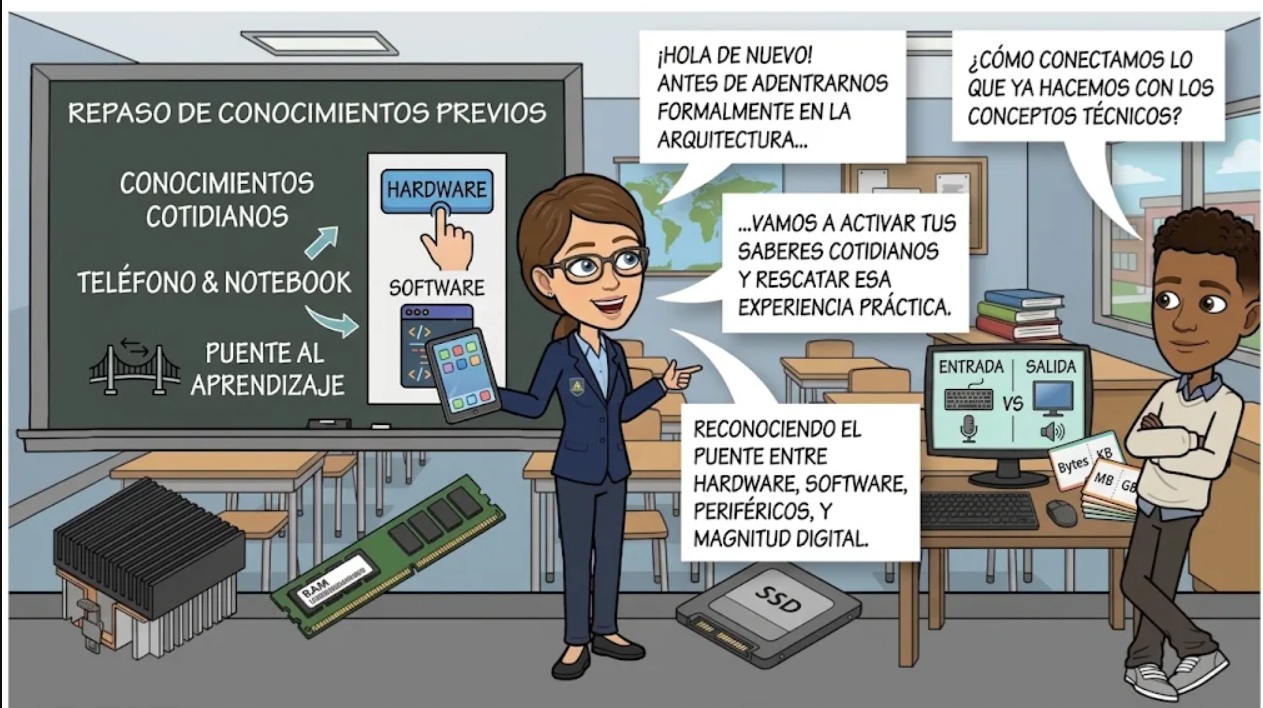 REPASO DE CONOCIMIENTOS PREVIOS
CONOCIMIENTOS
COTIDIANOS
TELÉFONO & NOTEBOOK
PUENTE AL
APRENDIZAJE
HARDWARE
SOFTWARE
</>
</>
¡HOLA DE NUEVO!
ANTES DE ADENTRARNOS
FORMALMENTE EN LA
ARQUITECTURA...
¿CÓMO CONECTAMOS LO
QUE YA HACEMOS CON LOS
CONCEPTOS TÉCNICOS?
...VAMOS A ACTIVAR TUS
SABERES COTIDIANOS
Y RESCATAR ESA
EXPERIENCIA PRÁCTICA.
RECONOCIENDO EL
PUENTE ENTRE
HARDWARE, SOFTWARE,
PERIFÉRICOS, Y
MAGNITUD DIGITAL.
ENTRADA
VS
SALIDA
Bytes KB
MB GB
RAM
SSD